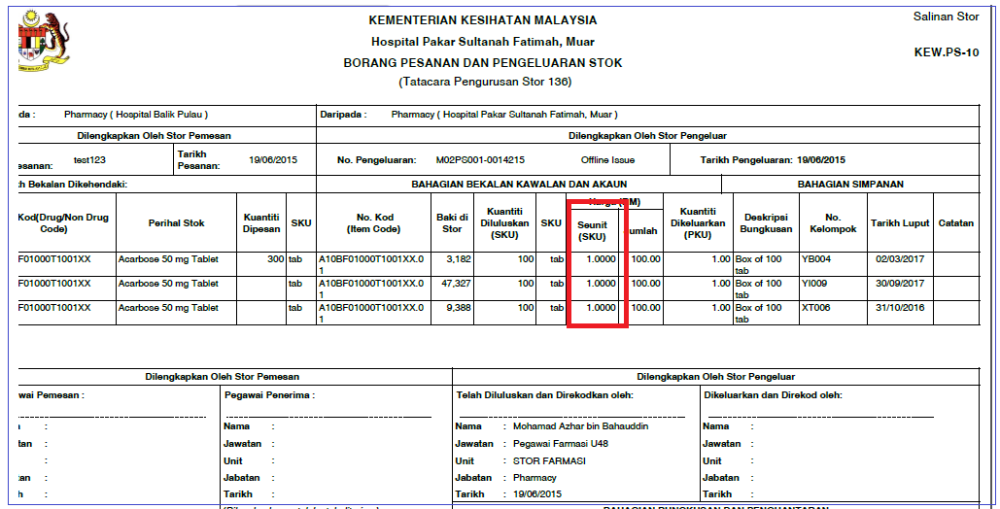 KEMENTERIAN KESIHATAN MALAYSIA
Salinan Stor
Hospital Pakar Sultanah Fatimah, Muar
BORANG PESANAN DAN PENGELUARAN STOK
KEW.PS-10
(Tatacara Pengurusan Stor 136)
da : Pharmacy ( Hospital Balik Pulau ) Daripada : Pharmacy ( Hospital Pakar Sultanah Fatimah, Muar )
Dilengkapkan Oleh Stor Pemesan Dilengkapkan Oleh Stor Pengeluar
esanan: test123 Tarikh Pesanan: 19/06/2015 No. Pengeluaran: M02PS001-0014215 Offline Issue Tarikh Pengeluaran: 19/06/2015
h Bekalan Dikehendaki: BAHAGIAN BEKALAN KAWALAN DAN AKAUN BAHAGIAN SIMPANAN
Kod(Drug/Non Drug Code) Perihal Stok Kuantiti Dipesan SKU No. Kod (Item Code) Baki di Stor Kuantiti Diluluskan (SKU) SKU (RM) Seunit (SKU) umlah Kuantiti Dikeluarkan (PKU) Deskripsi Bungkusan No. Kelompok Tarikh Luput Catatan
F01000T1001XX Acarbose 50 mg Tablet 300 tab A10BF01000T1001XX.01 3,182 100 tab 1.0000 100.00 1.00 Box of 100 tab YB004 02/03/2017
F01000T1001XX Acarbose 50 mg Tablet tab A10BF01000T1001XX.01 47,327 100 tab 1.0000 100.00 1.00 Box of 100 tab YI009 30/09/2017
F01000T1001XX Acarbose 50 mg Tablet tab A10BF01000T1001XX.01 9,388 100 tab 1.0000 100.00 1.00 Box of 100 tab XT006 31/10/2016
Dilengkapkan Oleh Stor Pemesan Dilengkapkan Oleh Stor Pengeluar
wai Pemesan : Pegawai Penerima : Telah Diluluskan dan Direkodkan oleh: Dikeluarkan dan Direkod oleh:
: Nama : Nama : Mohamad Azhar bin Bahauddin Nama :
tan : Jawatan : Jawatan : Pegawai Farmasi U48 Jawatan :
: Unit : Unit : STOR FARMASI Unit :
an : Jabatan : Jabatan : Pharmacy Jabatan :
h : Tarikh : Tarikh : 19/06/2015 Tarikh :
BAHAGIAN BUNGKUSAN DAN PENGHANTARAN